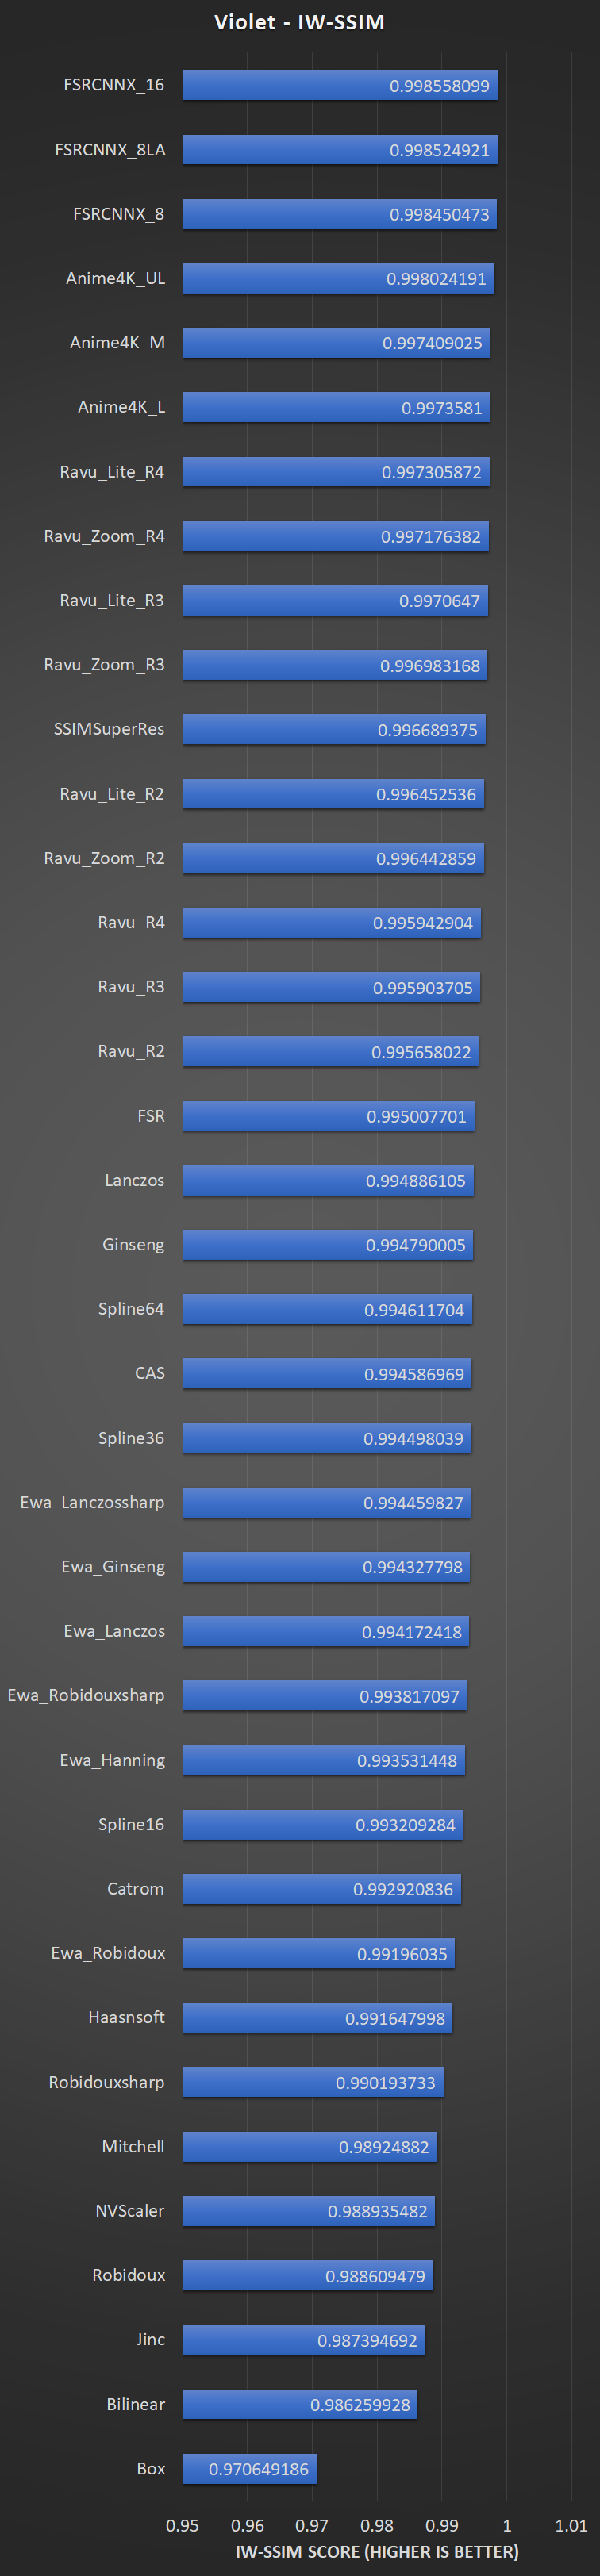 Violet - IW-SSIM
FSRCNNX_16 0.998558099
FSRCNNX_8LA 0.998524921
FSRCNNX_8 0.998450473
Anime4K_UL 0.998024191
Anime4K_M 0.997409025
Anime4K_L 0.9973581
Ravu_Lite_R4 0.997305872
Ravu_Zoom_R4 0.997176382
Ravu_Lite_R3 0.9970647
Ravu_Zoom_R3 0.996983168
SSIMSuperRes 0.996689375
Ravu_Lite_R2 0.996452536
Ravu_Zoom_R2 0.996442859
Ravu_R4 0.995942904
Ravu_R3 0.995903705
Ravu_R2 0.995658022
FSR 0.995007701
Lanczos 0.994886105
Ginseng 0.994790005
Spline64 0.994611704
CAS 0.994586969
Spline36 0.994498039
Ewa_Lanczossharp 0.994459827
Ewa_Ginseng 0.994327798
Ewa_Lanczos 0.994172418
Ewa_Robidouxsharp 0.993817097
Ewa_Hanning 0.993531448
Spline16 0.993209284
Catrom 0.992920836
Ewa_Robidoux 0.99196035
Haasnsoft 0.991647998
Robidouxsharp 0.990193733
Mitchell 0.98924882
NVScaler 0.988935482
Robidoux 0.988609479
Jinc 0.987394692
Bilinear 0.986259928
Box 0.970649186
0.95 0.96 0.97 0.98 0.99 1 1.01
IW-SSIM SCORE (HIGHER IS BETTER)